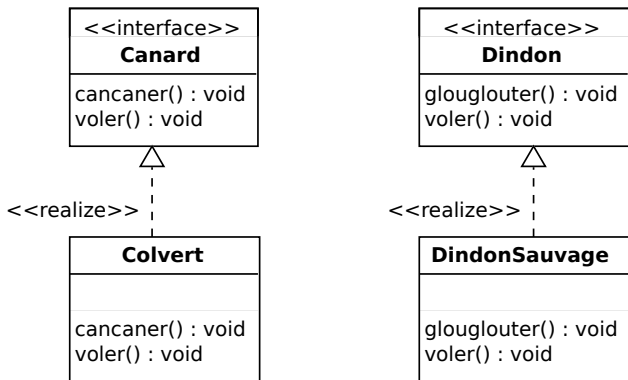 <<interface>>
Canard
cancaner() : void
voler() : void
<<realize>>
Colvert
cancaner() : void
voler() : void
<<interface>>
Dindon
glouglouter() : void
voler() : void
<<realize>>
DindonSauvage
glouglouter() : void
voler() : void